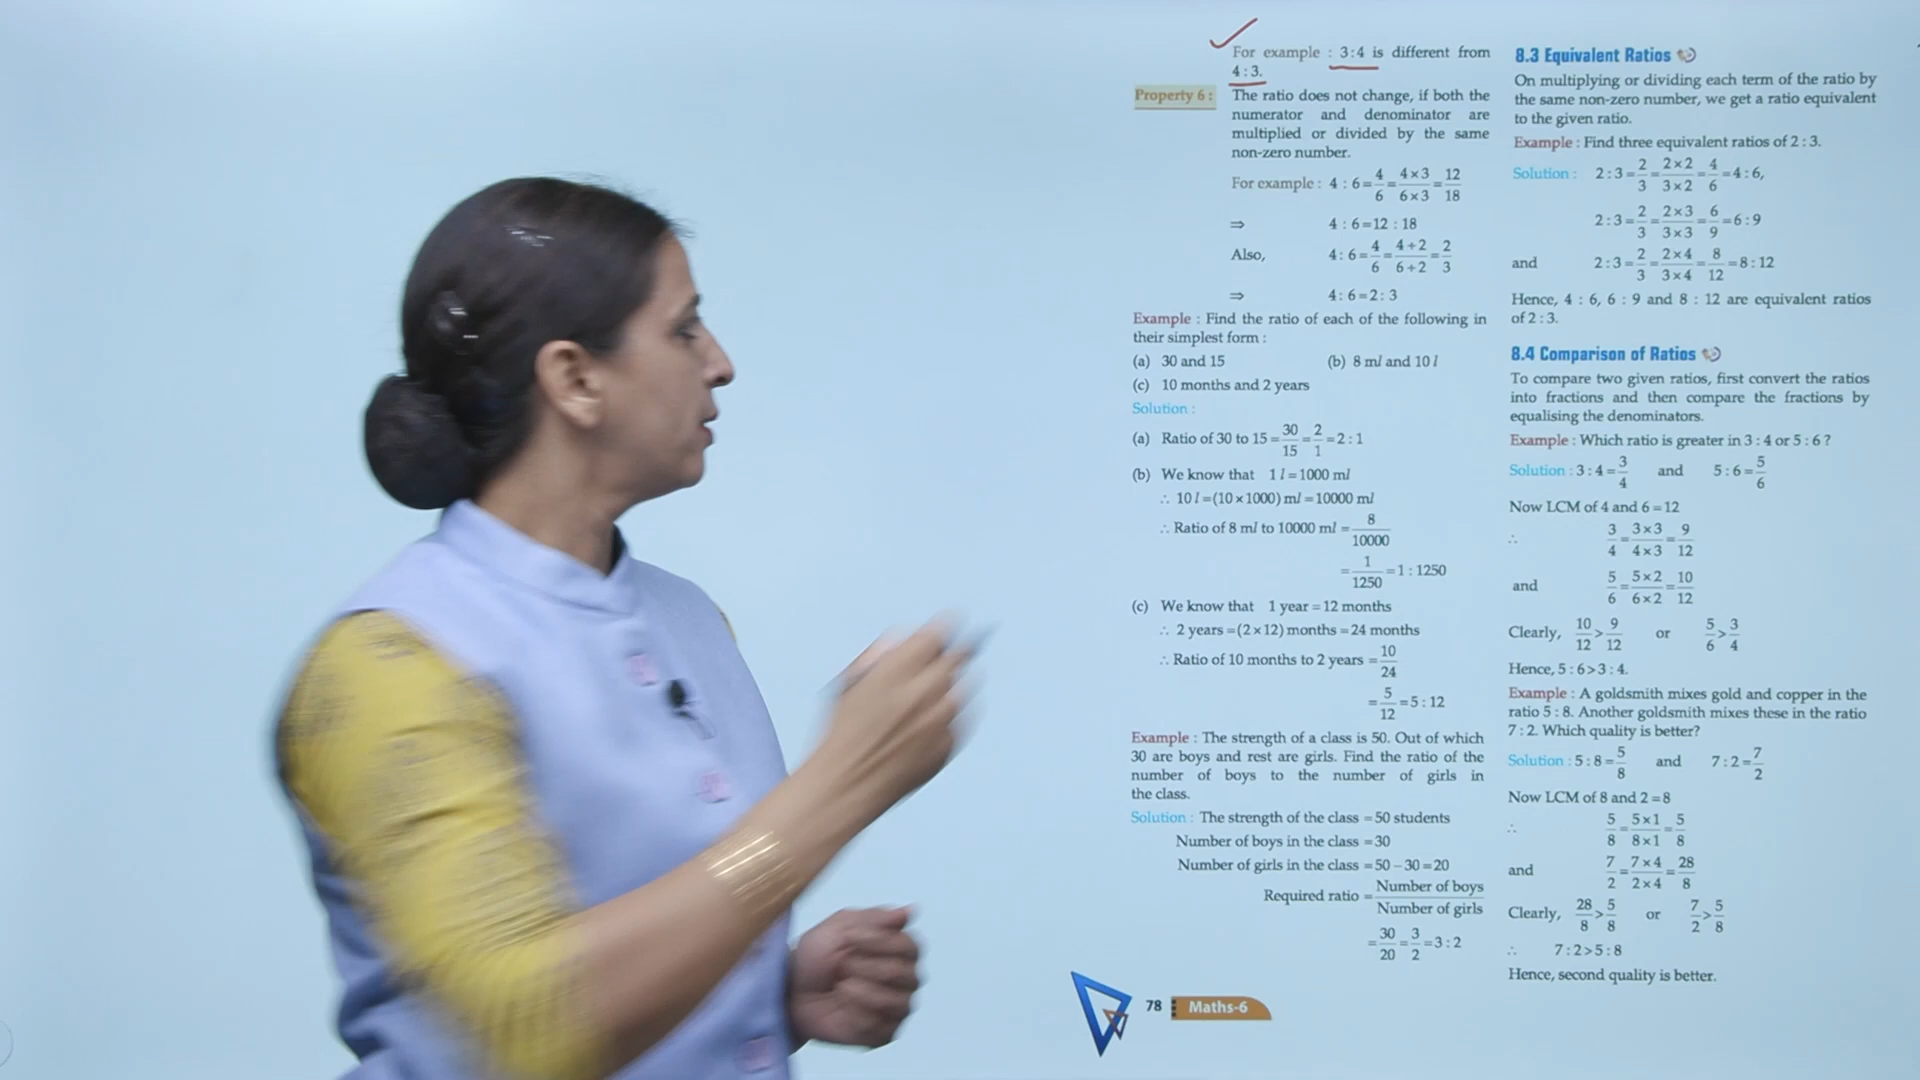 For example : 3:4 is different from
4:3.
Property 6 : The ratio does not change, if both the
numerator and denominator are
multiplied or divided by the same
non-zero number.
For example : 4 : 6 = 4/6 = 4×3/6×3 = 12/18
⇒ 4 : 6 = 12 : 18
Also, 4 : 6 = 4/6 = 4÷2/6÷2 = 2/3
⇒ 4 : 6 = 2 : 3
Example : Find the ratio of each of the following in
their simplest form :
(a) 30 and 15 (b) 8 ml and 10 l
(c) 10 months and 2 years
Solution :
(a) Ratio of 30 to 15 = 30/15 = 2/1 = 2 : 1
(b) We know that 1 l = 1000 ml
∴ 10 l = (10 × 1000) ml = 10000 ml
∴ Ratio of 8 ml to 10000 ml = 8/10000
= 1/1250 = 1 : 1250
(c) We know that 1 year = 12 months
∴ 2 years = (2 × 12) months = 24 months
∴ Ratio of 10 months to 2 years = 10/24
= 5/12 = 5 : 12
Example : The strength of a class is 50. Out of which
30 are boys and rest are girls. Find the ratio of the
number of boys to the number of girls in
the class.
Solution : The strength of the class = 50 students
Number of boys in the class = 30
Number of girls in the class = 50 – 30 = 20
Required ratio = Number of boys/Number of girls
= 30/20 = 3/2 = 3 : 2
78 Maths-6
8.3 Equivalent Ratios
On multiplying or dividing each term of the ratio by
the same non-zero number, we get a ratio equivalent
to the given ratio.
Example : Find three equivalent ratios of 2 : 3.
Solution : 2 : 3 = 2/3 = 2×2/3×2 = 4/6 = 4 : 6,
2 : 3 = 2/3 = 2×3/3×3 = 6/9 = 6 : 9
and 2 : 3 = 2/3 = 2×4/3×4 = 8/12 = 8 : 12
Hence, 4 : 6, 6 : 9 and 8 : 12 are equivalent ratios
of 2 : 3.
8.4 Comparison of Ratios
To compare two given ratios, first convert the ratios
into fractions and then compare the fractions by
equalising the denominators.
Example : Which ratio is greater in 3 : 4 or 5 : 6 ?
Solution : 3 : 4 = 3/4 and 5 : 6 = 5/6
Now LCM of 4 and 6 = 12
∴ 3/4 = 3×3/4×3 = 9/12
and 5/6 = 5×2/6×2 = 10/12
Clearly, 10/12 > 9/12 or 5/6 > 3/4
Hence, 5 : 6 > 3 : 4.
Example : A goldsmith mixes gold and copper in the
ratio 5 : 8. Another goldsmith mixes these in the ratio
7 : 2. Which quality is better?
Solution : 5 : 8 = 5/8 and 7 : 2 = 7/2
Now LCM of 8 and 2 = 8
∴ 5/8 = 5×1/8×1 = 5/8
and 7/2 = 7×4/2×4 = 28/8
Clearly, 28/8 > 5/8 or 7/2 > 5/8
∴ 7 : 2 > 5 : 8
Hence, second quality is better.